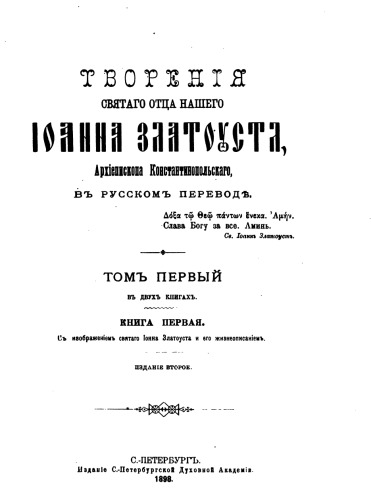 ТВОРЕНІЯ
СВЯТАГО ОТЦА НАШЕГО
ІОАННА ЗЛАТОУСТА,
Архіепископа Константинопольскаго,
ВЪ РУССКОМЪ ПЕРЕВОДѢ.
Δόξα τῷ Θεῷ πάντων ἕνεκα. Ἀμήν.
Слава Богу за все. Аминь.
Св. Іоаннъ Златоустъ.
ТОМЪ ПЕРВЫЙ
ВЪ ДВУХЪ КНИГАХЪ.
КНИГА ПЕРВАЯ.
Съ изображеніемъ святаго Іоанна Златоуста и его жизнеописаніемъ.
ИЗДАНІЕ ВТОРОЕ.
С.-ПЕТЕРБУРГЪ.
Изданіе С.-Петербургской Духовной Академіи.
1898.